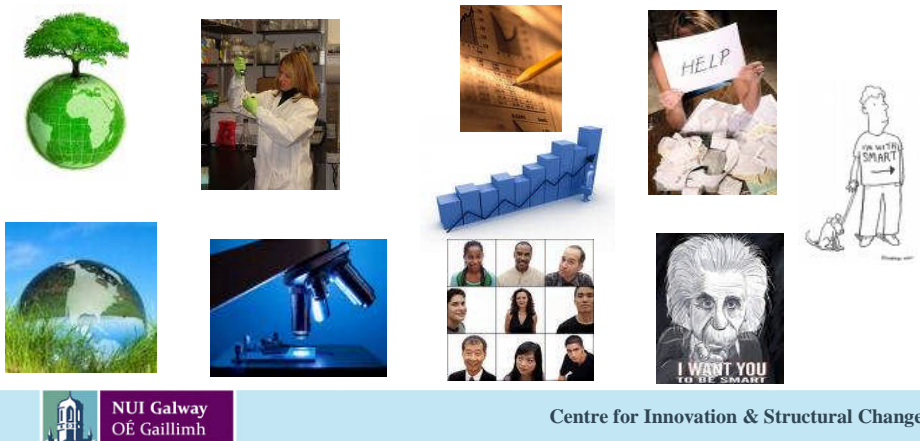 HELP
I'M WITH
SMART
I WANT YOU
TO BE SMART
NUI Galway
OÉ Gaillimh
Centre for Innovation & Structural Change